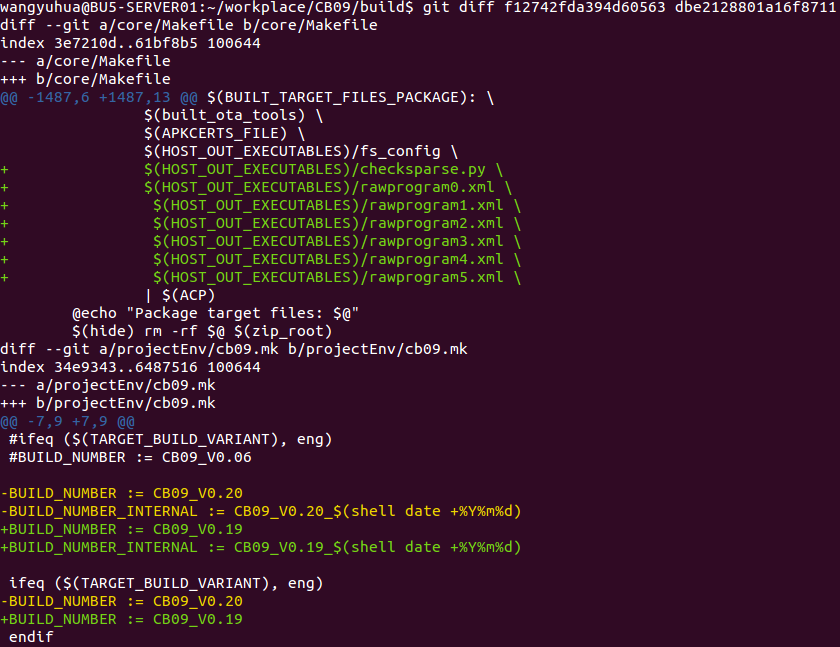 wangyuhua@BU5-SERVER01:~/workplace/CB09/build$ git diff f12742fda394d60563 dbe2128801a16f8711
diff --git a/core/Makefile b/core/Makefile
index 3e7210d..61bf8b5 100644
--- a/core/Makefile
+++ b/core/Makefile
@@ -1487,6 +1487,13 @@ $(BUILT_TARGET_FILES_PACKAGE): \
                $(built_ota_tools) \
                $(APKCERTS_FILE) \
                $(HOST_OUT_EXECUTABLES)/fs_config \
+               $(HOST_OUT_EXECUTABLES)/checksparse.py \
+               $(HOST_OUT_EXECUTABLES)/rawprogram0.xml \
+                $(HOST_OUT_EXECUTABLES)/rawprogram1.xml \
+                $(HOST_OUT_EXECUTABLES)/rawprogram2.xml \
+                $(HOST_OUT_EXECUTABLES)/rawprogram3.xml \
+                $(HOST_OUT_EXECUTABLES)/rawprogram4.xml \
+                $(HOST_OUT_EXECUTABLES)/rawprogram5.xml \
                | $(ACP)
        @echo "Package target files: $@"
        $(hide) rm -rf $@ $(zip_root)
diff --git a/projectEnv/cb09.mk b/projectEnv/cb09.mk
index 34e9343..6487516 100644
--- a/projectEnv/cb09.mk
+++ b/projectEnv/cb09.mk
@@ -7,9 +7,9 @@
 #ifeq ($(TARGET_BUILD_VARIANT), eng)
 #BUILD_NUMBER := CB09_V0.06

-BUILD_NUMBER := CB09_V0.20
-BUILD_NUMBER_INTERNAL := CB09_V0.20_$(shell date +%Y%m%d)
+BUILD_NUMBER := CB09_V0.19
+BUILD_NUMBER_INTERNAL := CB09_V0.19_$(shell date +%Y%m%d)

 ifeq ($(TARGET_BUILD_VARIANT), eng)
-BUILD_NUMBER := CB09_V0.20
+BUILD_NUMBER := CB09_V0.19
 endif